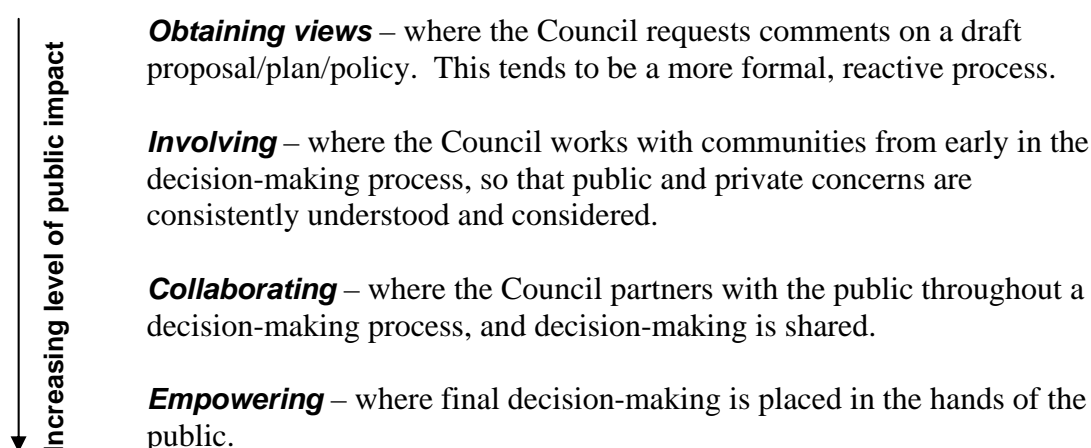 Increasing level of public impact
Obtaining views – where the Council requests comments on a draft
proposal/plan/policy.  This tends to be a more formal, reactive process.
Involving – where the Council works with communities from early in the
decision-making process, so that public and private concerns are
consistently understood and considered.
Collaborating – where the Council partners with the public throughout a
decision-making process, and decision-making is shared.
Empowering – where final decision-making is placed in the hands of the
public.